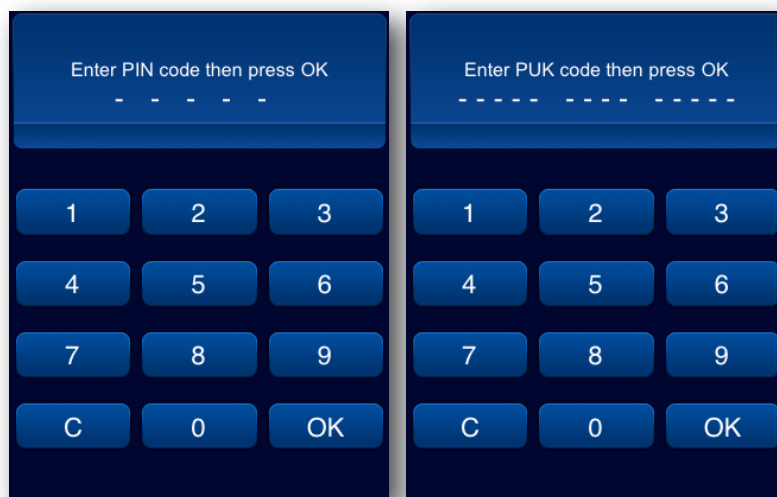 Enter PIN code then press OK
- - - - -
1 2 3
4 5 6
7 8 9
C 0 OK
Enter PUK code then press OK
- - - - - - - - - - - - - -
1 2 3
4 5 6
7 8 9
C 0 OK